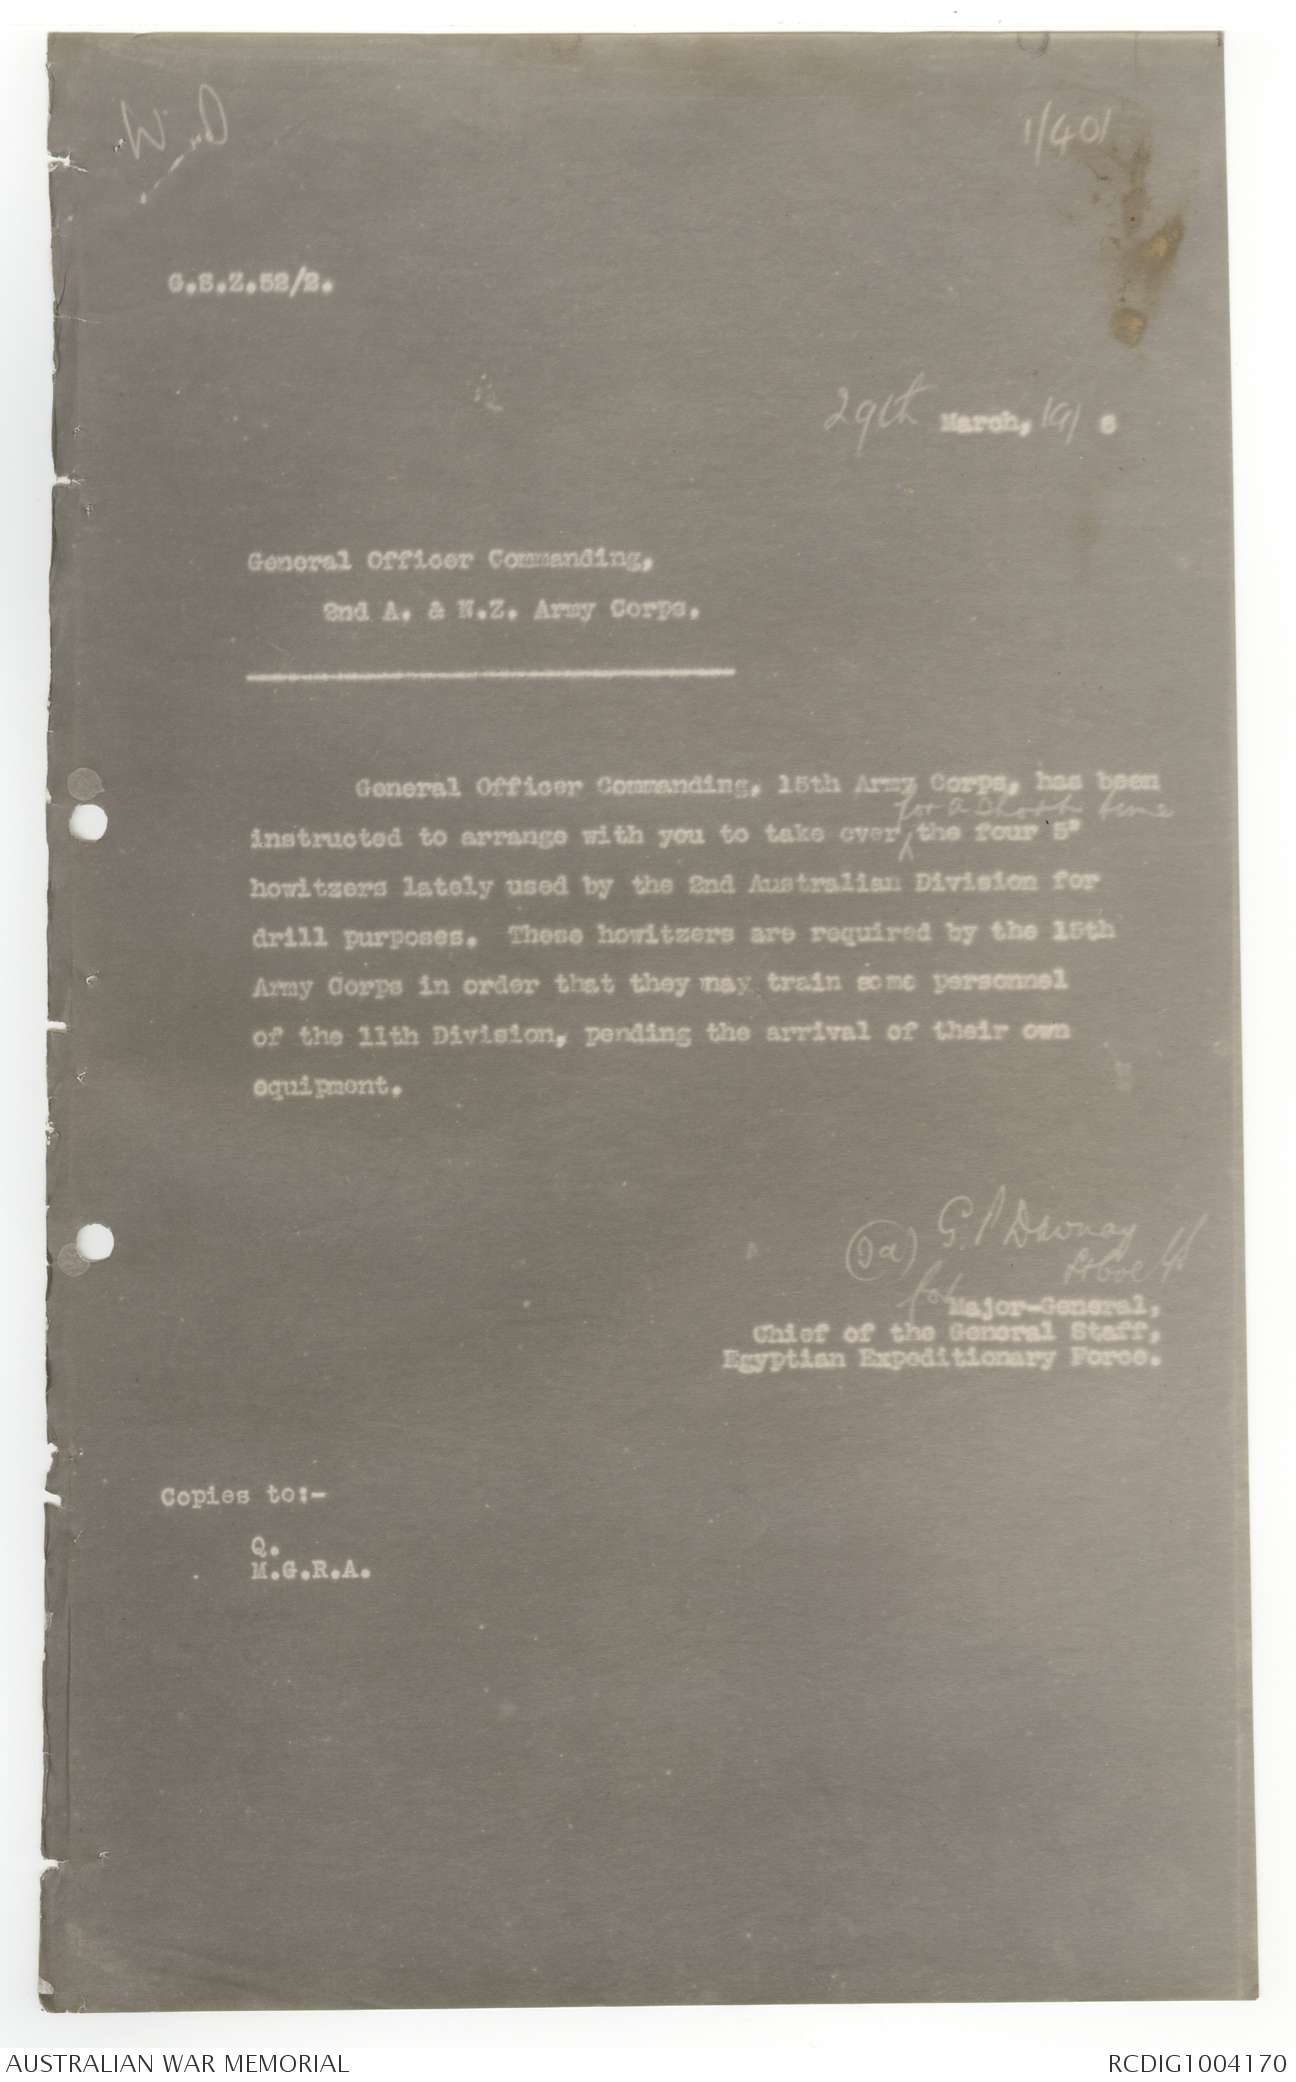 1/401
G.S.Z.52/2.
29th March, 191 6
General Officer Commanding,
2nd A. & N.Z. Army Corps.
General Officer Commanding, 15th Army Corps, has been
for a short time
instructed to arrange with you to take over ^ the four 5"
howitzers lately used by the 2nd Australian Division for
drill purposes. These howitzers are required by the 15th
Army Corps in order that they may train some personnel
of the 11th Division, pending the arrival of their own
equipment.
G P Dawnay
for Major-General,
Chief of the General Staff,
Egyptian Expeditionary Force.
Copies to:-
Q.
M.G.R.A.
AUSTRALIAN WAR MEMORIAL
RCDIG1004170